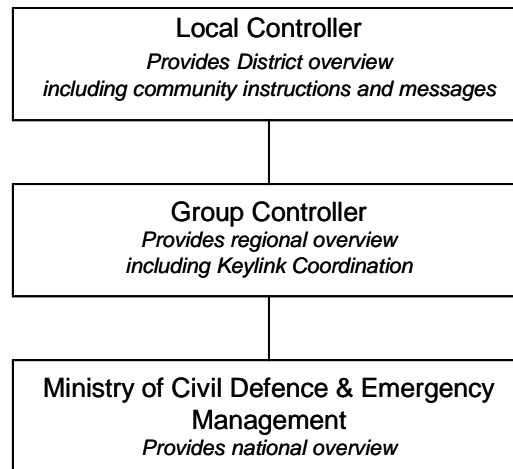 Local Controller
Provides District overview
including community instructions and messages
Group Controller
Provides regional overview
including Keylink Coordination
Ministry of Civil Defence & Emergency
Management
Provides national overview